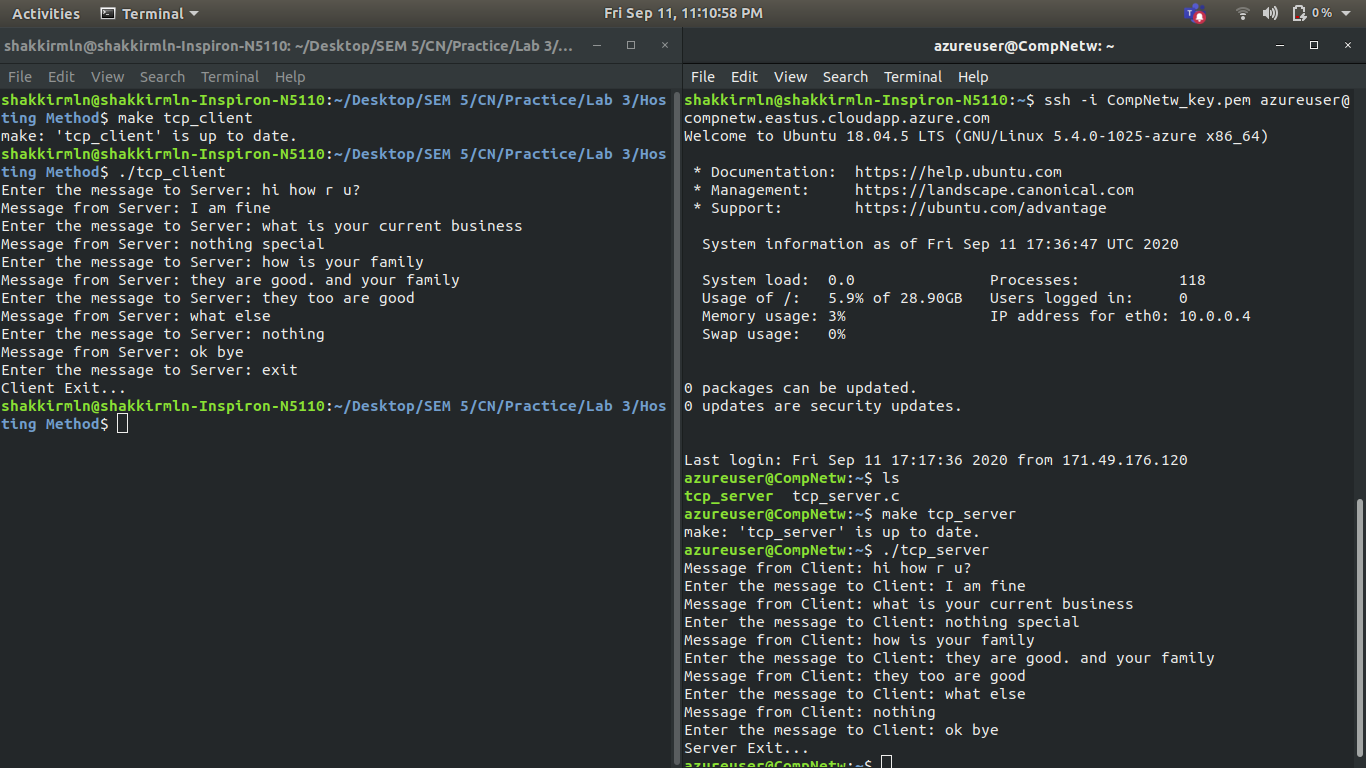 Activities Terminal Fri Sep 11, 11:10:58 PM 0 %
shakkirmln@shakkirmln-Inspiron-N5110: ~/Desktop/SEM 5/CN/Practice/Lab 3/...
File Edit View Search Terminal Help
shakkirmln@shakkirmln-Inspiron-N5110:~/Desktop/SEM 5/CN/Practice/Lab 3/Hos
ting Method$ make tcp_client
make: 'tcp_client' is up to date.
shakkirmln@shakkirmln-Inspiron-N5110:~/Desktop/SEM 5/CN/Practice/Lab 3/Hos
ting Method$ ./tcp_client
Enter the message to Server: hi how r u?
Message from Server: I am fine
Enter the message to Server: what is your current business
Message from Server: nothing special
Enter the message to Server: how is your family
Message from Server: they are good. and your family
Enter the message to Server: they too are good
Message from Server: what else
Enter the message to Server: nothing
Message from Server: ok bye
Enter the message to Server: exit
Client Exit...
shakkirmln@shakkirmln-Inspiron-N5110:~/Desktop/SEM 5/CN/Practice/Lab 3/Hos
ting Method$
azureuser@CompNetw: ~
File Edit View Search Terminal Help
shakkirmln@shakkirmln-Inspiron-N5110:~$ ssh -i CompNetw_key.pem azureuser@
compnetw.eastus.cloudapp.azure.com
Welcome to Ubuntu 18.04.5 LTS (GNU/Linux 5.4.0-1025-azure x86_64)
* Documentation: https://help.ubuntu.com
* Management: https://landscape.canonical.com
* Support: https://ubuntu.com/advantage
System information as of Fri Sep 11 17:36:47 UTC 2020
System load: 0.0 Processes: 118
Usage of /: 5.9% of 28.90GB Users logged in: 0
Memory usage: 3% IP address for eth0: 10.0.0.4
Swap usage: 0%
0 packages can be updated.
0 updates are security updates.
Last login: Fri Sep 11 17:17:36 2020 from 171.49.176.120
azureuser@CompNetw:~$ ls
tcp_server tcp_server.c
azureuser@CompNetw:~$ make tcp_server
make: 'tcp_server' is up to date.
azureuser@CompNetw:~$ ./tcp_server
Message from Client: hi how r u?
Enter the message to Client: I am fine
Message from Client: what is your current business
Enter the message to Client: nothing special
Message from Client: how is your family
Enter the message to Client: they are good. and your family
Message from Client: they too are good
Enter the message to Client: what else
Message from Client: nothing
Enter the message to Client: ok bye
Server Exit...
azureuser@CompNetw:~$